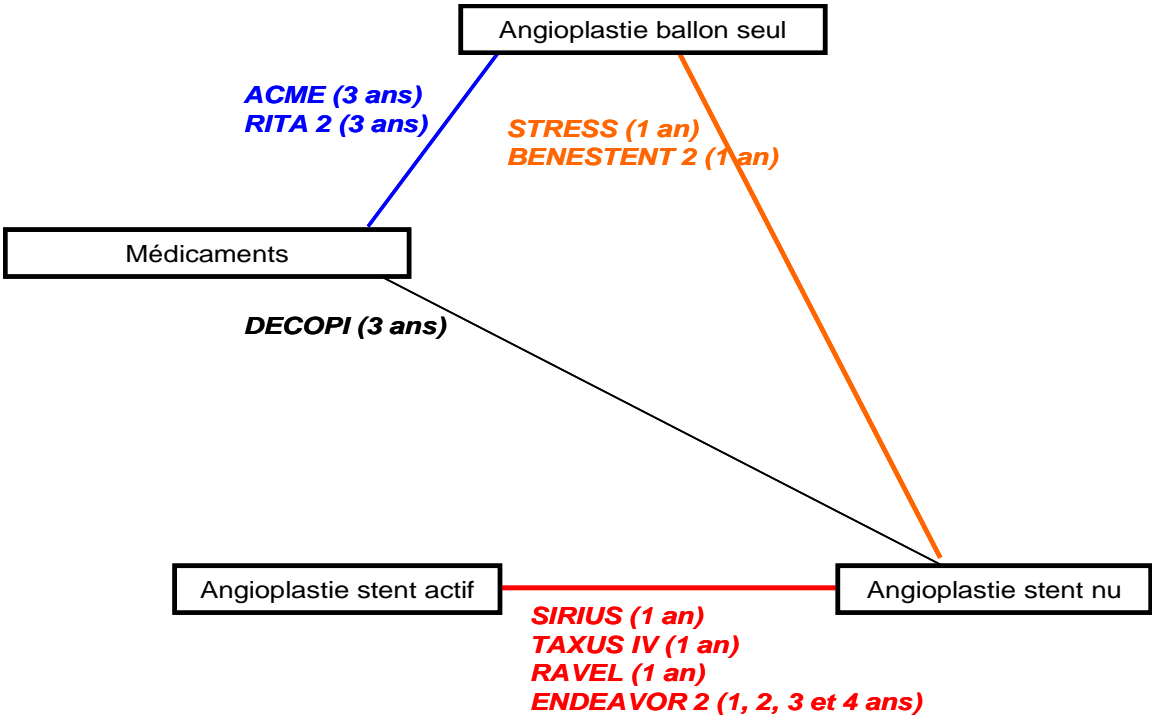 Angioplastie ballon seul
ACME (3 ans)
RITA 2 (3 ans)
STRESS (1 an)
BENESTENT 2 (1 an)
Médicaments
DECOPI (3 ans)
Angioplastie stent actif
Angioplastie stent nu
SIRIUS (1 an)
TAXUS IV (1 an)
RAVEL (1 an)
ENDEAVOR 2 (1, 2, 3 et 4 ans)